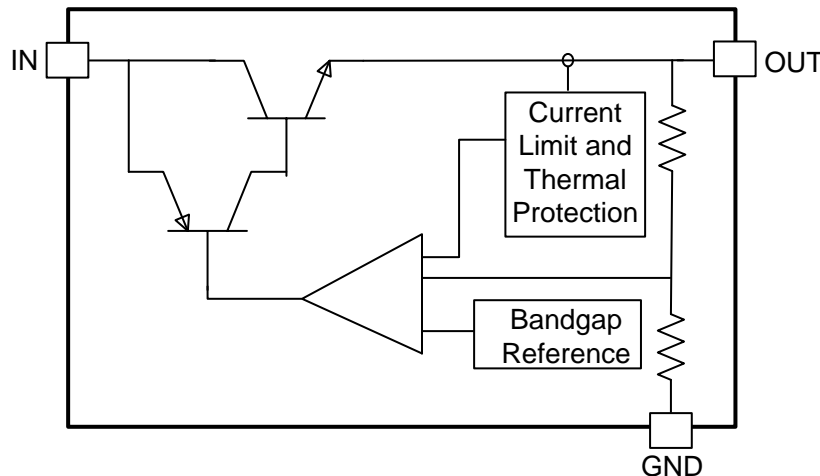 IN
OUT
Current
Limit and
Thermal
Protection
Bandgap
Reference
GND